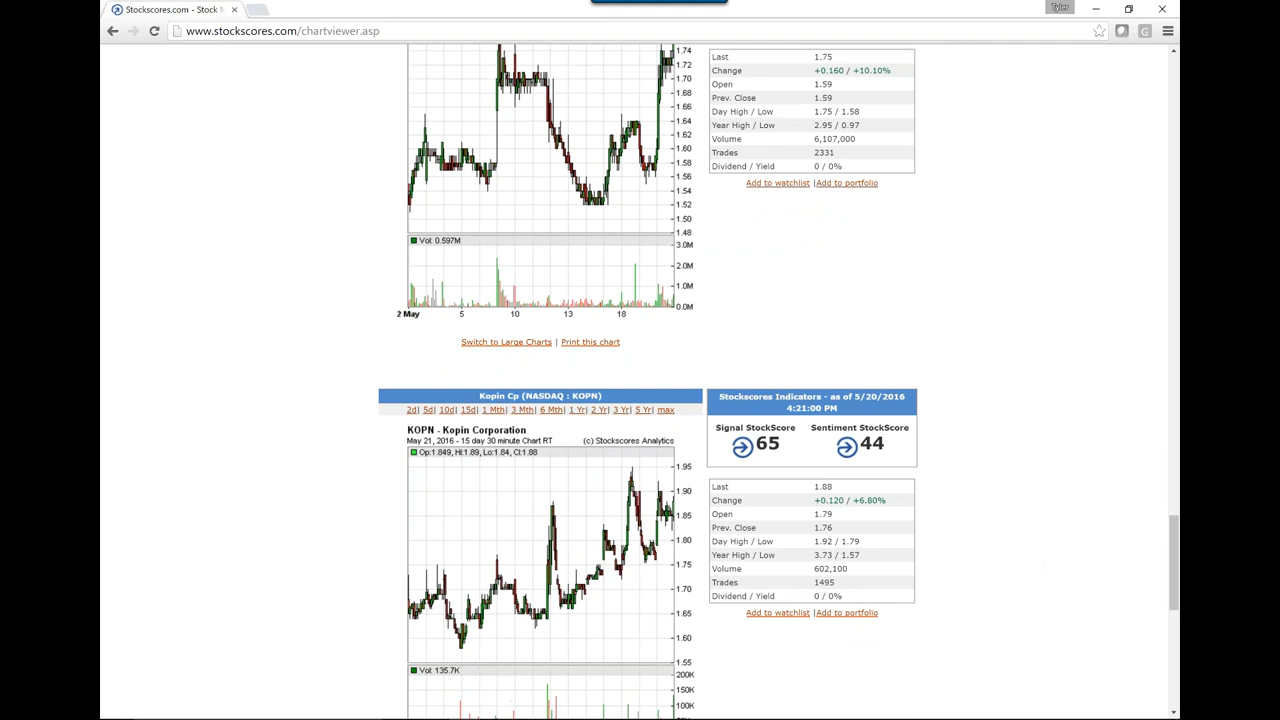 Stockscores.com - Stock M
Tyler
www.stockscores.com/chartviewer.asp
1.74
1.72
1.70
1.68
1.66
1.64
1.62
1.60
1.58
1.56
1.54
1.52
1.50
1.48
Vol: 0.597M
3.0M
2.0M
1.0M
0.0M
2 May 5 10 13 18
Last 1.75
Change +0.160 / +10.10%
Open 1.59
Prev. Close 1.59
Day High / Low 1.75 / 1.58
Year High / Low 2.95 / 0.97
Volume 6,107,000
Trades 2331
Dividend / Yield 0 / 0%
Add to watchlist | Add to portfolio
Switch to Large Charts | Print this chart
Kopin Cp (NASDAQ : KOPN)
2d| 5d| 10d| 15d| 1 Mth| 3 Mth| 6 Mth| 1 Yr| 2 Yr| 3 Yr| 5 Yr| max
KOPN - Kopin Corporation
May 21, 2016 - 15 day 30 minute Chart RT (c) Stockscores Analytics
Op:1.849, Hi:1.89, Lo:1.84, Cl:1.88
1.95
1.90
1.85
1.80
1.75
1.70
1.65
1.60
1.55
Vol: 135.7K
200K
150K
100K
Stockscores Indicators - as of 5/20/2016
4:21:00 PM
Signal StockScore Sentiment StockScore
65 44
Last 1.88
Change +0.120 / +6.80%
Open 1.79
Prev. Close 1.76
Day High / Low 1.92 / 1.79
Year High / Low 3.73 / 1.57
Volume 602,100
Trades 1495
Dividend / Yield 0 / 0%
Add to watchlist | Add to portfolio